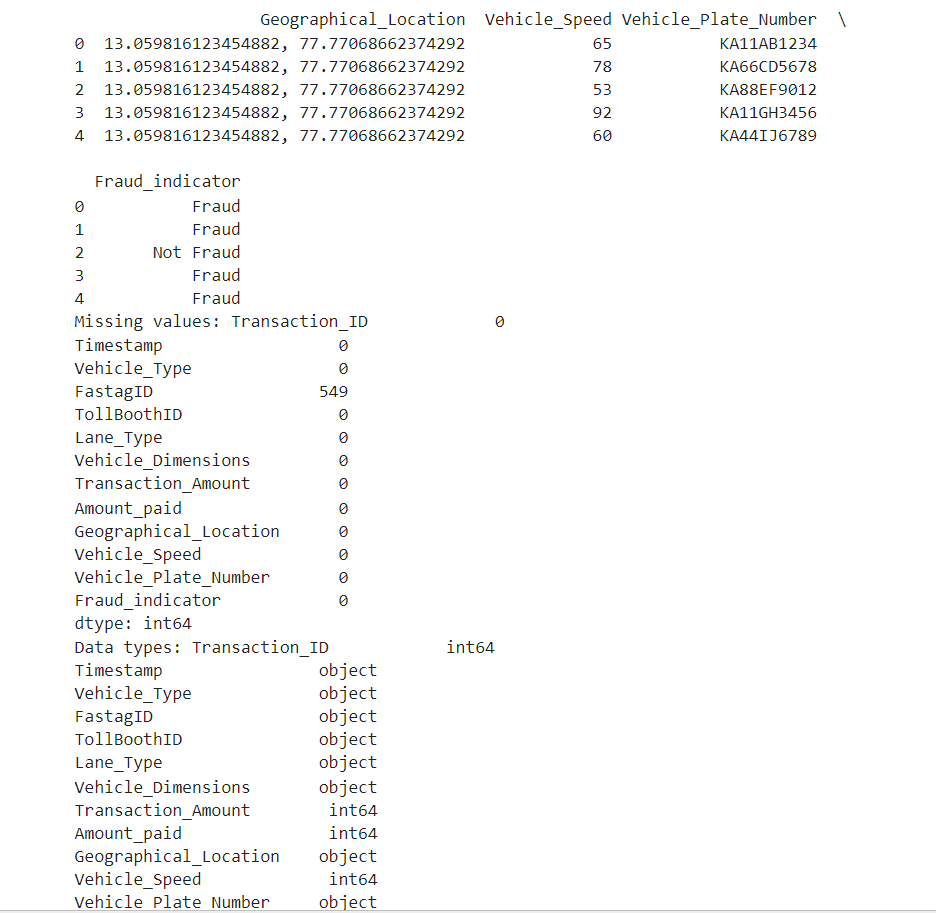 Geographical_Location  Vehicle_Speed Vehicle_Plate_Number  \
0  13.059816123454882, 77.77068662374292             65           KA11AB1234
1  13.059816123454882, 77.77068662374292             78           KA66CD5678
2  13.059816123454882, 77.77068662374292             53           KA88EF9012
3  13.059816123454882, 77.77068662374292             92           KA11GH3456
4  13.059816123454882, 77.77068662374292             60           KA44IJ6789
Fraud_indicator
0           Fraud
1           Fraud
2       Not Fraud
3           Fraud
4           Fraud
Missing values: Transaction_ID             0
Timestamp                  0
Vehicle_Type               0
FastagID                 549
TollBoothID                0
Lane_Type                  0
Vehicle_Dimensions         0
Transaction_Amount         0
Amount_paid                0
Geographical_Location      0
Vehicle_Speed              0
Vehicle_Plate_Number       0
Fraud_indicator            0
dtype: int64
Data types: Transaction_ID            int64
Timestamp                object
Vehicle_Type             object
FastagID                 object
TollBoothID              object
Lane_Type                object
Vehicle_Dimensions       object
Transaction_Amount        int64
Amount_paid               int64
Geographical_Location    object
Vehicle_Speed             int64
Vehicle_Plate_Number     object